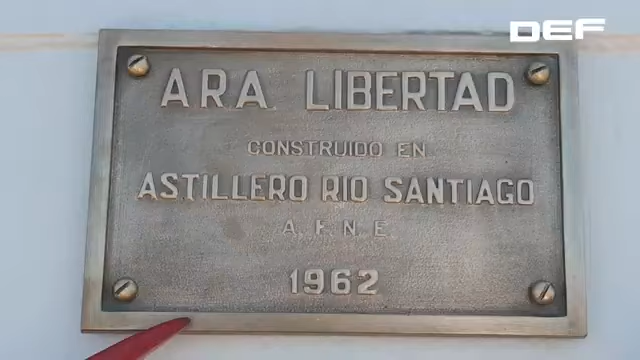 DEF
ARA LIBERTAD
CONSTRUIDO EN
ASTILLERO RIO SANTIAGO
A. F. N. E.
1962